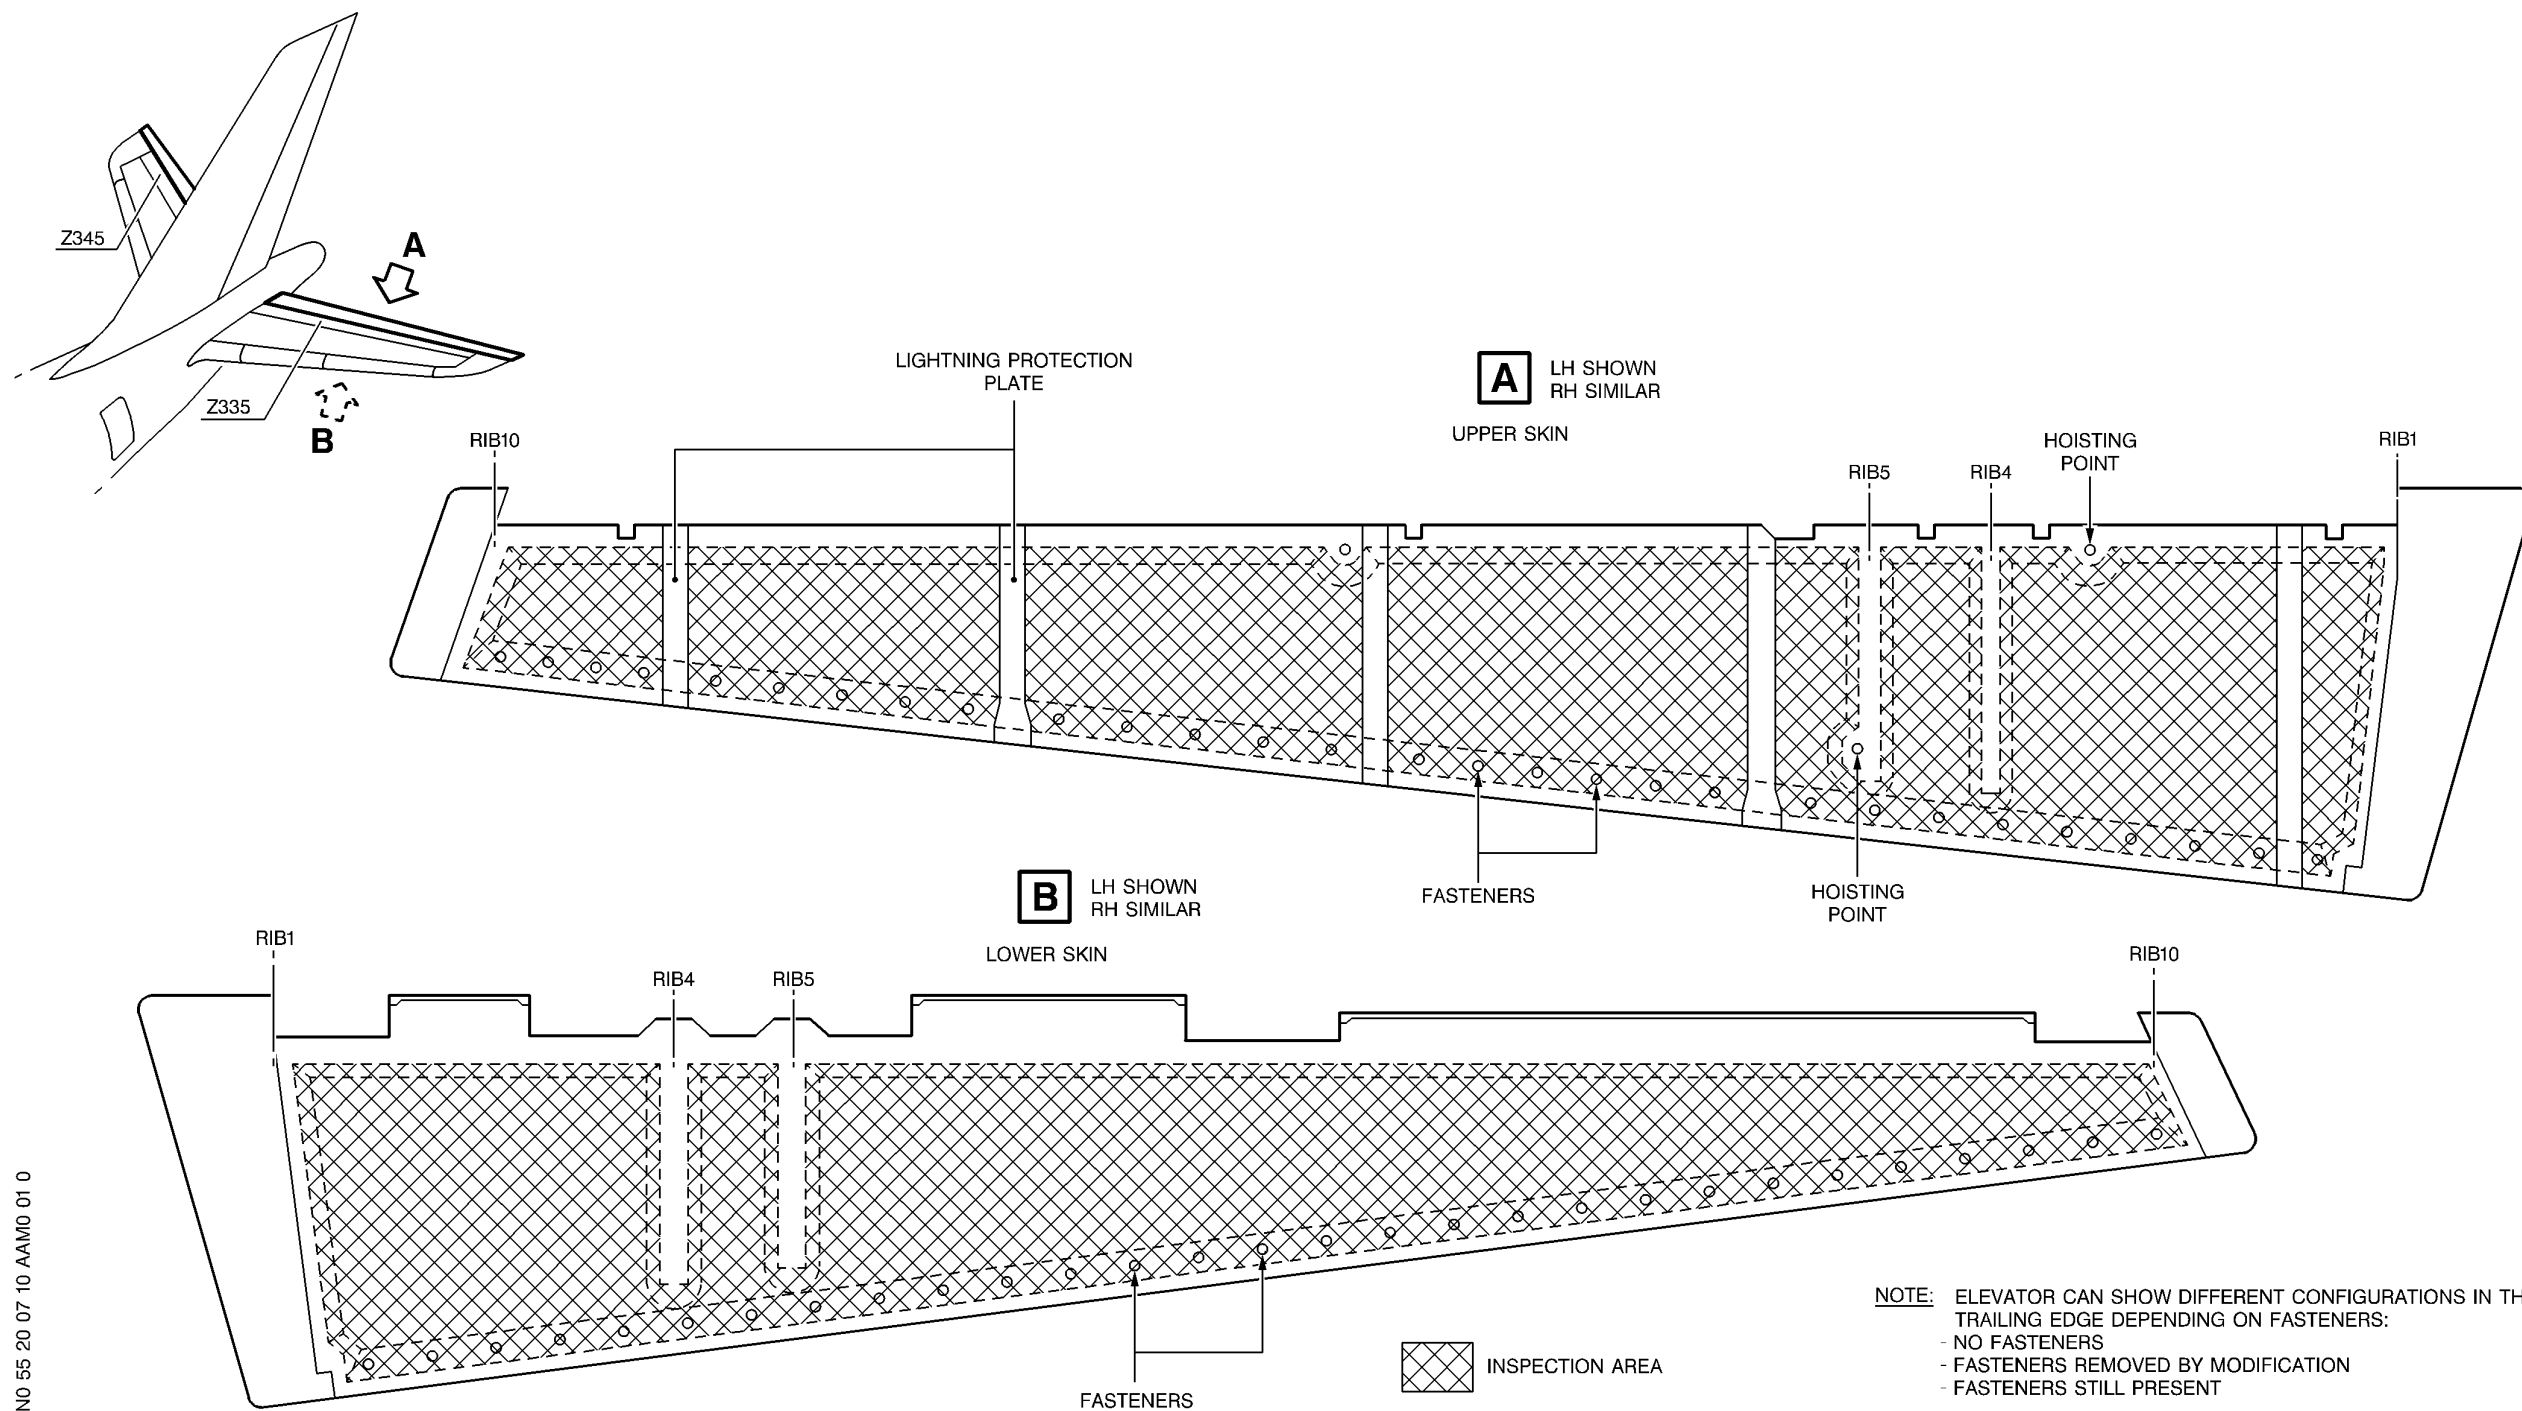 Z345
A
Z335
B
LIGHTNING PROTECTION
PLATE
A
LH SHOWN
RH SIMILAR
UPPER SKIN
RIB10
RIB5
RIB4
HOISTING
POINT
RIB1
FASTENERS
HOISTING
POINT
B
LH SHOWN
RH SIMILAR
LOWER SKIN
RIB1
RIB4
RIB5
RIB10
FASTENERS
INSPECTION AREA
NOTE: ELEVATOR CAN SHOW DIFFERENT CONFIGURATIONS IN TH
TRAILING EDGE DEPENDING ON FASTENERS:
- NO FASTENERS
- FASTENERS REMOVED BY MODIFICATION
- FASTENERS STILL PRESENT
N0 55 20 07 10 AAM0 01 0